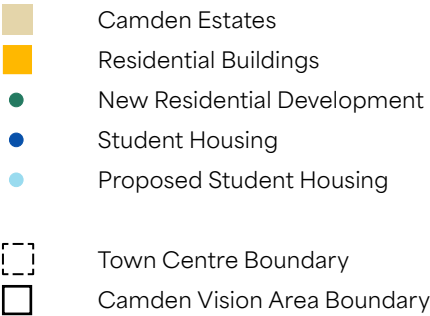 Camden Estates
Residential Buildings
New Residential Development
Student Housing
Proposed Student Housing
Town Centre Boundary
Camden Vision Area Boundary